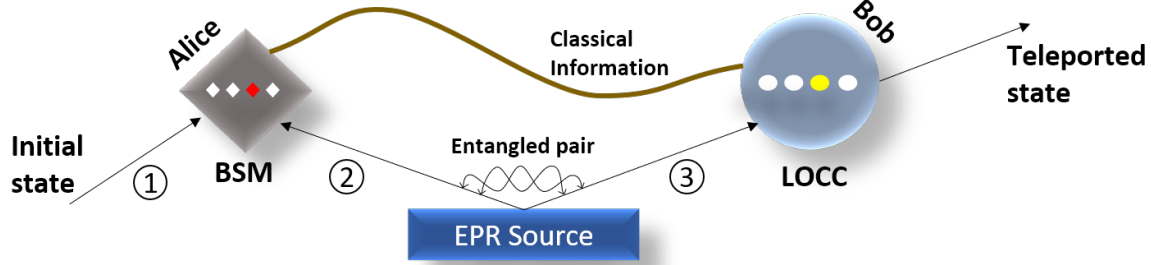 Alice
Classical
Information
Bob
Teleported
state
Initial
state
①
BSM
②
Entangled pair
③
LOCC
EPR Source